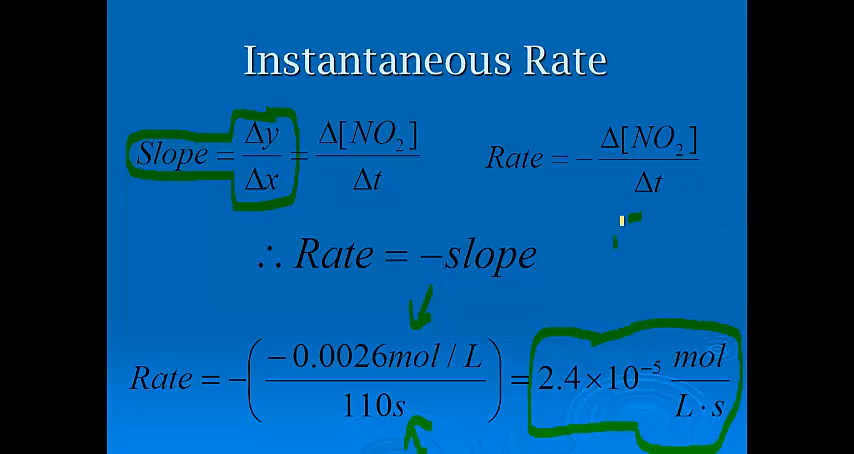 Instantaneous Rate
Slope = Δy/Δx = Δ[NO₂]/Δt
Rate = −Δ[NO₂]/Δt
∴ Rate = −slope
Rate = −(−0.0026mol / L / 110s) = 2.4×10⁻⁵ mol/L·s